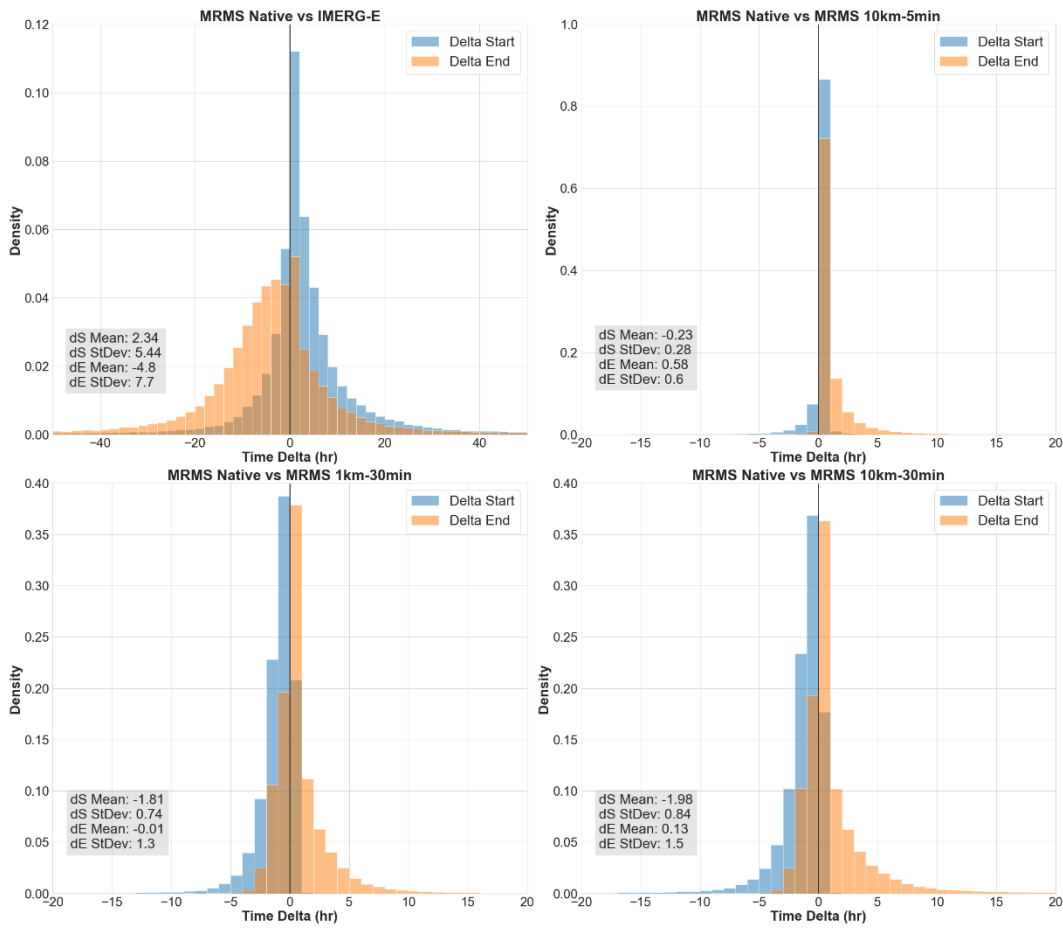 MRMS Native vs IMERG-E
0.12
0.10
0.08
0.06
0.04
0.02
0.00
Density
Delta Start
Delta End
dS Mean: 2.34
dS StDev: 5.44
dE Mean: -4.8
dE StDev: 7.7
−40 −20 0 20 40
Time Delta (hr)
MRMS Native vs MRMS 10km-5min
1.0
0.8
0.6
0.4
0.2
0.0
Density
Delta Start
Delta End
dS Mean: -0.23
dS StDev: 0.28
dE Mean: 0.58
dE StDev: 0.6
−20 −15 −10 −5 0 5 10 15 20
Time Delta (hr)
MRMS Native vs MRMS 1km-30min
0.40
0.35
0.30
0.25
0.20
0.15
0.10
0.05
0.00
Density
Delta Start
Delta End
dS Mean: -1.81
dS StDev: 0.74
dE Mean: -0.01
dE StDev: 1.3
−20 −15 −10 −5 0 5 10 15 20
Time Delta (hr)
MRMS Native vs MRMS 10km-30min
0.40
0.35
0.30
0.25
0.20
0.15
0.10
0.05
0.00
Density
Delta Start
Delta End
dS Mean: -1.98
dS StDev: 0.84
dE Mean: 0.13
dE StDev: 1.5
−20 −15 −10 −5 0 5 10 15 20
Time Delta (hr)